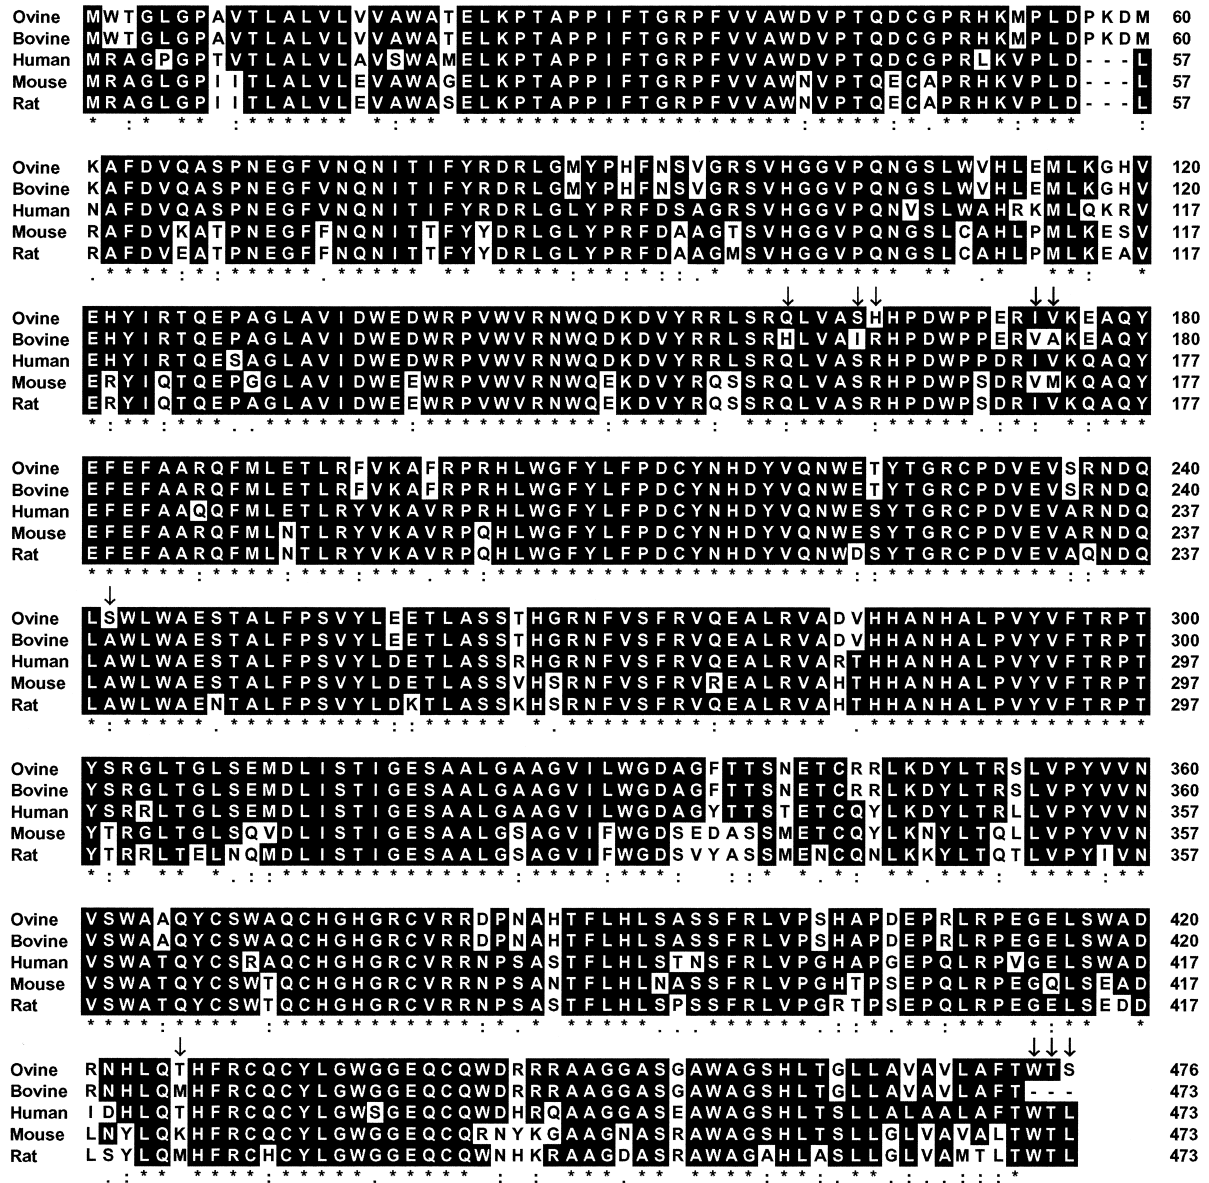 Ovine MWTGLGPAVTLALVLVVAWATELKPTAPPIFTGRPFVVAWDVPTQDCGPRHKMPLDPKDM 60
Bovine MWTGLGPAVTLALVLVVAWATELKPTAPPIFTGRPFVVAWDVPTQDCGPRHKMPLDPKDM 60
Human MRAGPGPTVTLALVLAVSWAMELKPTAPPIFTGRPFVVAWDVPTQDCGPRLKVPLD---L 57
Mouse MRAGLGPIITLALVLEVAWAGELKPTAPPIFTGRPFVVAWNVPTQECAPRHKVPLD---L 57
Rat MRAGLGPIITLALVLEVAWASELKPTAPPIFTGRPFVVAWNVPTQECAPRHKVPLD---L 57
Ovine KAFDVQASPNEGFVNQNITIFYRDRLGMYPHFNSVGRSVHGGVPQNGSLWVHLEMLKGHV 120
Bovine KAFDVQASPNEGFVNQNITIFYRDRLGMYPHFNSVGRSVHGGVPQNGSLWVHLEMLKGHV 120
Human NAFDVQASPNEGFVNQNITIFYRDRLGLYPRFDSAGRSVHGGVPQNVSLWAHRKMLQKRV 117
Mouse RAFDVKATPNEGFFNQNITTFYYDRLGLYPRFDAAGTSVHGGVPQNGSLCAHLPMLKESV 117
Rat RAFDVEATPNEGFFNQNITTFYYDRLGLYPRFDAAGMSVHGGVPQNGSLCAHLPMLKEAV 117
Ovine EHYIRTQEPAGLAVIDWEDWRPVWVRNWQDKDVYRRLSRQLVASHHPDWPPERIVKEAQY 180
Bovine EHYIRTQEPAGLAVIDWEDWRPVWVRNWQDKDVYRRLSRHLVAIRHPDWPPERVAKEAQY 180
Human EHYIRTQESAGLAVIDWEDWRPVWVRNWQDKDVYRRLSRQLVASRHPDWPPDRIVKQAQY 177
Mouse ERYIQTQEPGGLAVIDWEEWRPVWVRNWQEKDVYRQSSRQLVASRHPDWPSDRVMKQAQY 177
Rat ERYIQTQEPAGLAVIDWEEWRPVWVRNWQEKDVYRQSSRQLVASRHPDWPSDRIVKQAQY 177
Ovine EFEFAARQFMLETLRFVKAFRPRHLWGFYLFPDCYNHDYVQNWETYTGRCPDVEVSRNDQ 240
Bovine EFEFAARQFMLETLRFVKAFRPRHLWGFYLFPDCYNHDYVQNWETYTGRCPDVEVSRNDQ 240
Human EFEFAAQQFMLETLRYVKAVRPRHLWGFYLFPDCYNHDYVQNWESYTGRCPDVEVARNDQ 237
Mouse EFEFAARQFMLNTLRYVKAVRPQHLWGFYLFPDCYNHDYVQNWESYTGRCPDVEVARNDQ 237
Rat EFEFAARQFMLNTLRYVKAVRPQHLWGFYLFPDCYNHDYVQNWDSYTGRCPDVEVAQNDQ 237
Ovine LSWLWAESTALFPSVYLEETLASSTHGRNFVSFRVQEALRVADVHHANHALPVYVFTRPT 300
Bovine LAWLWAESTALFPSVYLEETLASSTHGRNFVSFRVQEALRVADVHHANHALPVYVFTRPT 300
Human LAWLWAESTALFPSVYLDETLASSRHGRNFVSFRVQEALRVARTHHANHALPVYVFTRPT 297
Mouse LAWLWAESTALFPSVYLDETLASSVHSRNFVSFRVREALRVAHTHHANHALPVYVFTRPT 297
Rat LAWLWAENTALFPSVYLDKTLASSKHSRNFVSFRVQEALRVAHTHHANHALPVYVFTRPT 297
Ovine YSRGLTGLSEMDLISTIGESAALGAAGVILWGDAGFTTSNETCRRLKDYLTRSLVPYVVN 360
Bovine YSRGLTGLSEMDLISTIGESAALGAAGVILWGDAGFTTSNETCRRLKDYLTRSLVPYVVN 360
Human YSRRLTGLSEMDLISTIGESAALGAAGVILWGDAGYTTSTETCQYLKDYLTRLLVPYVVN 357
Mouse YTRGLTGLSQVDLISTIGESAALGSAGVIFWGDSEDASSMETCQYLKNYLTQLLVPYVVN 357
Rat YTRRLTELNQMDLISTIGESAALGSAGVIFWGDSVYASSMENCQNLKKYLTQTLVPYIVN 357
Ovine VSWAAQYCSWAQCHGHGRCVRRDPNAHTFLHLSASSFRLVPSHAPDEPRLRPEGELSWAD 420
Bovine VSWAAQYCSWAQCHGHGRCVRRDPNAHTFLHLSASSFRLVPSHAPDEPRLRPEGELSWAD 420
Human VSWATQYCSRAQCHGHGRCVRRNPSASTFLHLSTNSFRLVPGHAPGEPQLRPVGELSWAD 417
Mouse VSWATQYCSWTQCHGHGRCVRRNPSANTFLHLNASSFRLVPGHTPSEPQLRPEGQLSEAD 417
Rat VSWATQYCSWTQCHGHGRCVRRNPSASTFLHLSPSSFRLVPGRTPSEPQLRPEGELSEDD 417
Ovine RNHLQTHFRCQCYLGWGGEQCQWDRRRAAGGASGAWAGSHLTGLLAVAVLAFTWTS 476
Bovine RNHLQMHFRCQCYLGWGGEQCQWDRRRAAGGASGAWAGSHLTGLLAVAVLAFT--- 473
Human IDHLQTHFRCQCYLGWSGEQCQWDHRQAAGGASEAWAGSHLTSLLALAALAFTWTL 473
Mouse LNYLQKHFRCQCYLGWGGEQCQRNYKGAAGNASRAWAGSHLTSLLGLVAVALTWTL 473
Rat LSYLQMHFRCHCYLGWGGEQCQWNHKRAAGDASRAWAGAHLASLLGLVAMTLTWTL 473